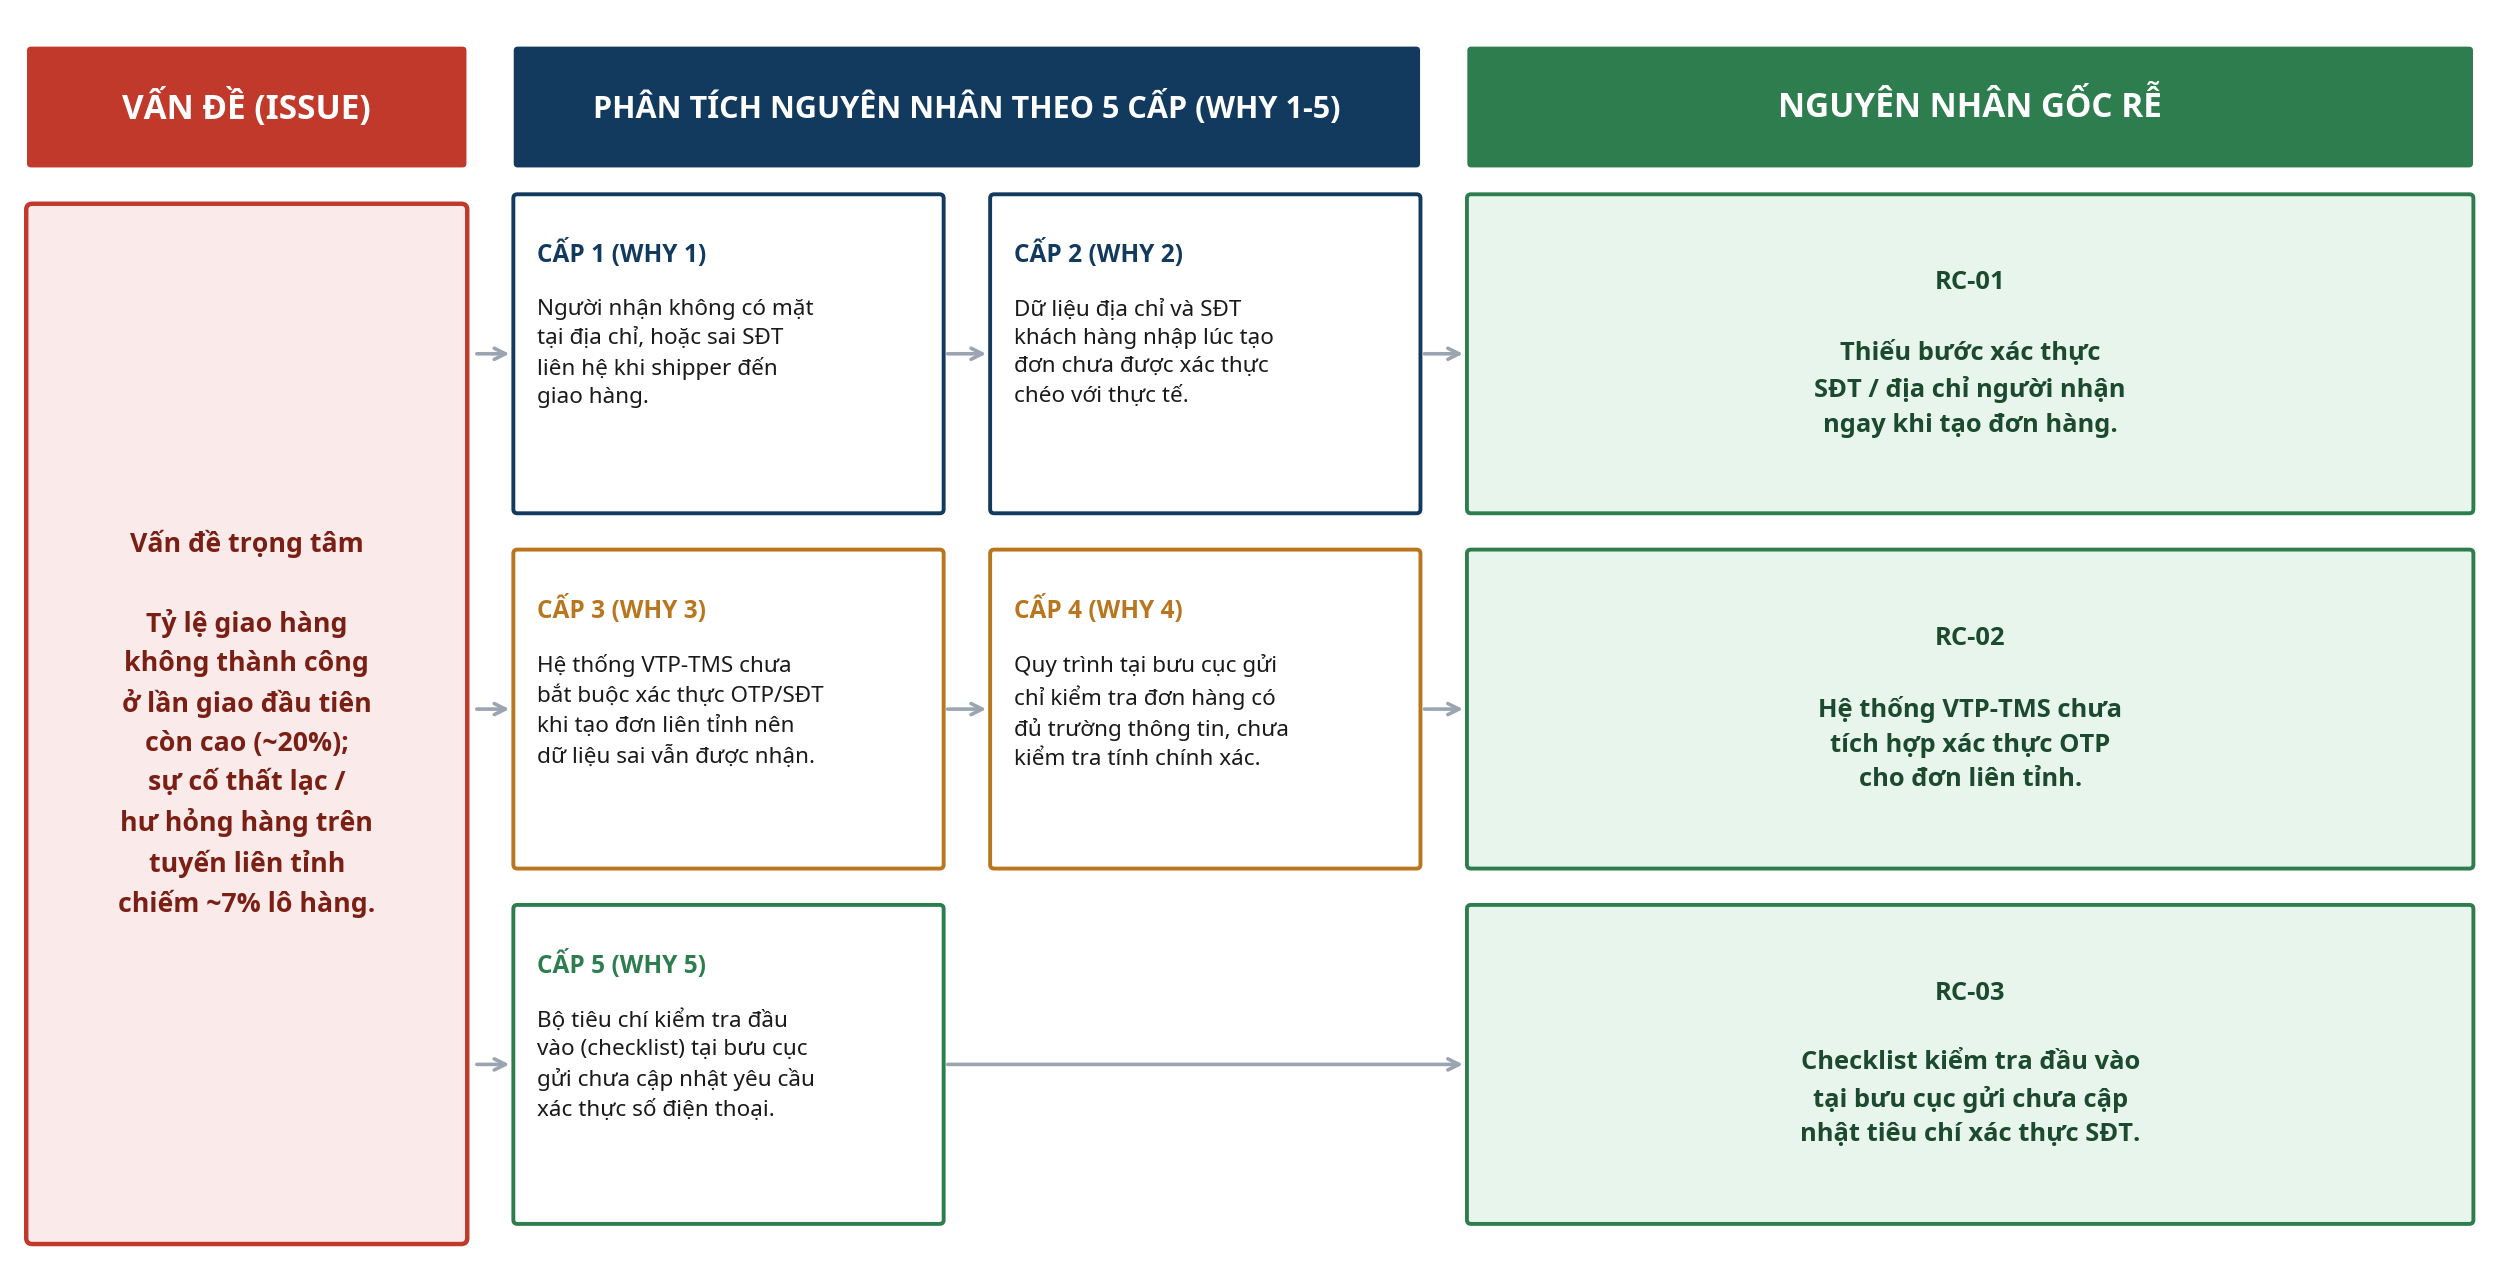 VẤN ĐỀ (ISSUE)
PHÂN TÍCH NGUYÊN NHÂN THEO 5 CẤP (WHY 1-5)
NGUYÊN NHÂN GỐC RỄ
Vấn đề trọng tâm
Tỷ lệ giao hàng
không thành công
ở lần giao đầu tiên
còn cao (~20%);
sự cố thất lạc /
hư hỏng hàng trên
tuyến liên tỉnh
chiếm ~7% lô hàng.
CẤP 1 (WHY 1)
Người nhận không có mặt
tại địa chỉ, hoặc sai SĐT
liên hệ khi shipper đến
giao hàng.
CẤP 2 (WHY 2)
Dữ liệu địa chỉ và SĐT
khách hàng nhập lúc tạo
đơn chưa được xác thực
chéo với thực tế.
RC-01
Thiếu bước xác thực
SĐT / địa chỉ người nhận
ngay khi tạo đơn hàng.
CẤP 3 (WHY 3)
Hệ thống VTP-TMS chưa
bắt buộc xác thực OTP/SĐT
khi tạo đơn liên tỉnh nên
dữ liệu sai vẫn được nhận.
CẤP 4 (WHY 4)
Quy trình tại bưu cục gửi
chỉ kiểm tra đơn hàng có
đủ trường thông tin, chưa
kiểm tra tính chính xác.
RC-02
Hệ thống VTP-TMS chưa
tích hợp xác thực OTP
cho đơn liên tỉnh.
CẤP 5 (WHY 5)
Bộ tiêu chí kiểm tra đầu
vào (checklist) tại bưu cục
gửi chưa cập nhật yêu cầu
xác thực số điện thoại.
RC-03
Checklist kiểm tra đầu vào
tại bưu cục gửi chưa cập
nhật tiêu chí xác thực SĐT.